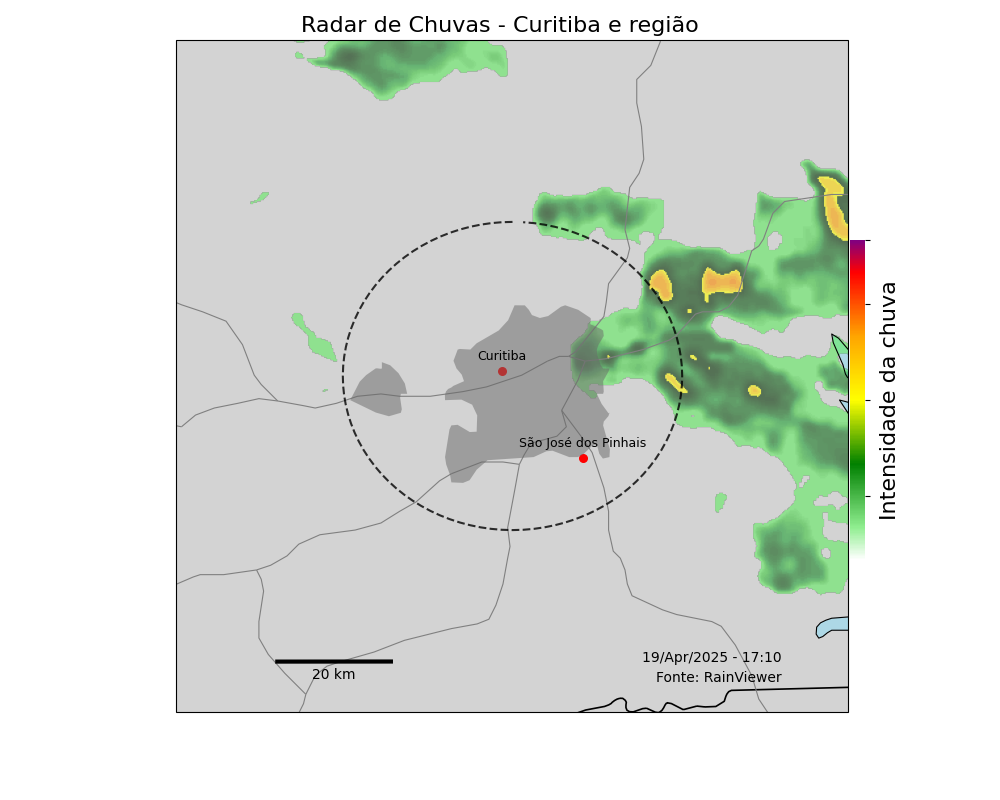 Radar de Chuvas - Curitiba e região
Curitiba
São José dos Pinhais
Intensidade da chuva
19/Apr/2025 - 17:10
20 km
Fonte: RainViewer